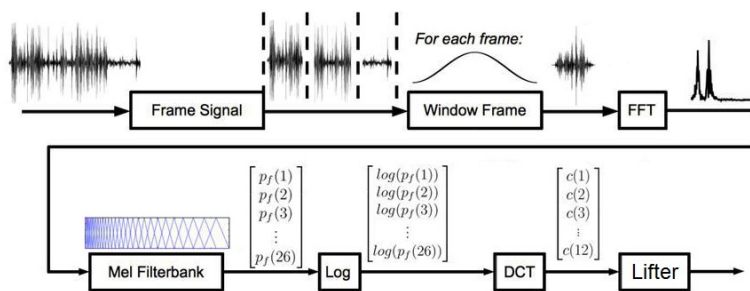 For each frame:
Frame Signal
Window Frame
FFT
p_f(1)
p_f(2)
p_f(3)
⋮
p_f(26)
log(p_f(1))
log(p_f(2))
log(p_f(3))
⋮
log(p_f(26))
c(1)
c(2)
c(3)
⋮
c(12)
Mel Filterbank
Log
DCT
Lifter